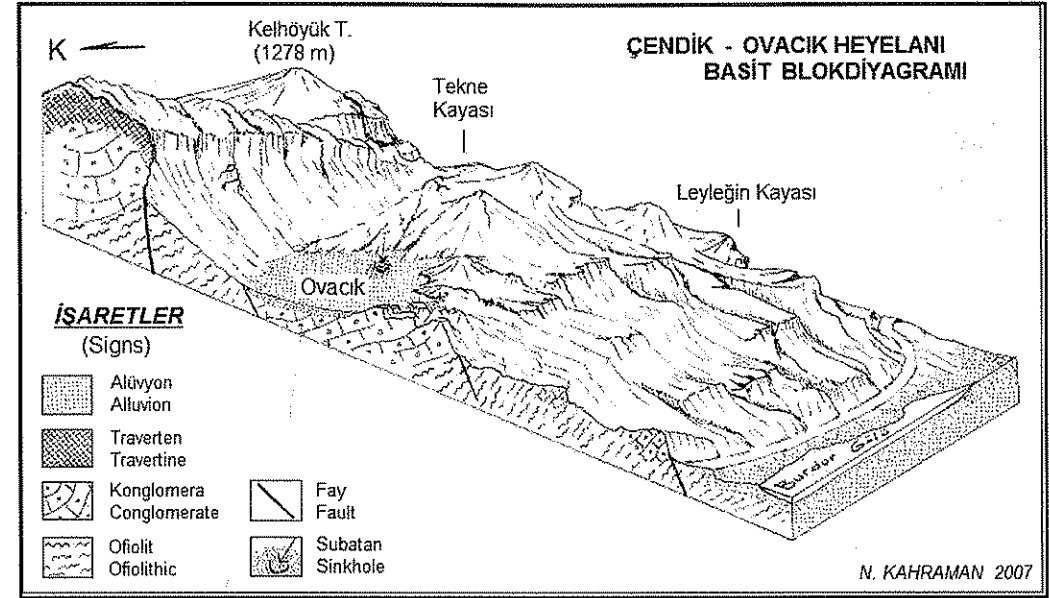 K
Kelhöyük T.
(1278 m)
ÇENDİK - OVACIK HEYELANI
BASİT BLOKDİYAGRAMI
Tekne
Kayası
Leyleğin Kayası
Ovacık
İŞARETLER
(Signs)
Alüvyon
Alluvion
Traverten
Travertine
Konglomera
Conglomerate
Ofiolit
Ofiolithic
Fay
Fault
Subatan
Sinkhole
Burdur Gölü
N. KAHRAMAN 2007